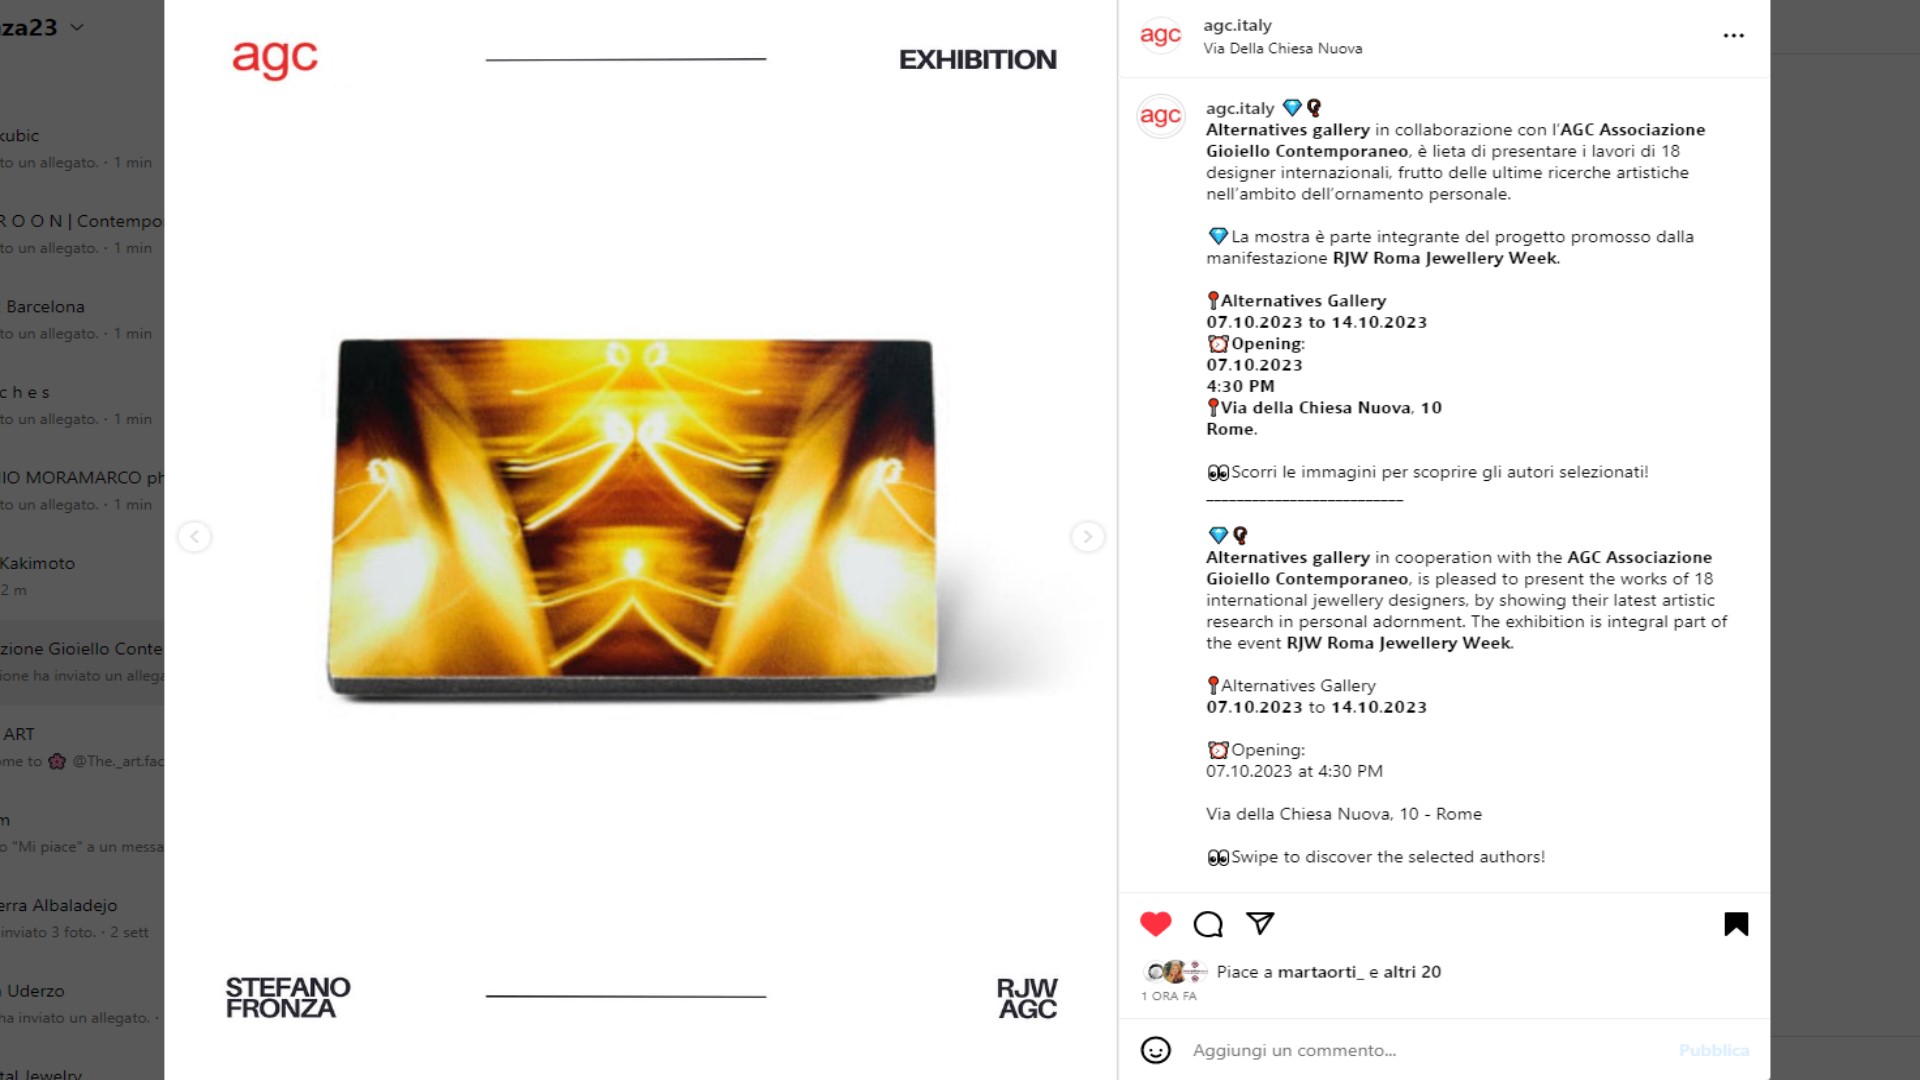 za23
kubic
to un allegato. · 1 min
R O O N | Contempo
to un allegato. · 1 min
Barcelona
to un allegato. · 1 min
c h e s
to un allegato. · 1 min
IO MORAMARCO ph
to un allegato. · 1 min
Kakimoto
2 m
zione Gioiello Conte
ione ha inviato un allega
ART
ome to 🌸 @The._art.fac
m
o "Mi piace" a un messa
erra Albaladejo
inviato 3 foto. · 2 sett
Uderzo
ha inviato un allegato. ·
tal Jewelry
agc
EXHIBITION
STEFANO
FRONZA
RJW
AGC
agc
agc.italy
Via Della Chiesa Nuova
agc
agc.italy 💎
Alternatives gallery in collaborazione con l'AGC Associazione
Gioiello Contemporaneo, è lieta di presentare i lavori di 18
designer internazionali, frutto delle ultime ricerche artistiche
nell'ambito dell'ornamento personale.
💎La mostra è parte integrante del progetto promosso dalla
manifestazione RJW Roma Jewellery Week.
📍Alternatives Gallery
07.10.2023 to 14.10.2023
⏰Opening:
07.10.2023
4:30 PM
📍Via della Chiesa Nuova, 10
Rome.
👀Scorri le immagini per scoprire gli autori selezionati!
__________________________
💎
Alternatives gallery in cooperation with the AGC Associazione
Gioiello Contemporaneo, is pleased to present the works of 18
international jewellery designers, by showing their latest artistic
research in personal adornment. The exhibition is integral part of
the event RJW Roma Jewellery Week.
📍Alternatives Gallery
07.10.2023 to 14.10.2023
⏰Opening:
07.10.2023 at 4:30 PM
Via della Chiesa Nuova, 10 - Rome
👀Swipe to discover the selected authors!
Piace a martaorti_ e altri 20
1 ORA FA
Aggiungi un commento...
Pubblica